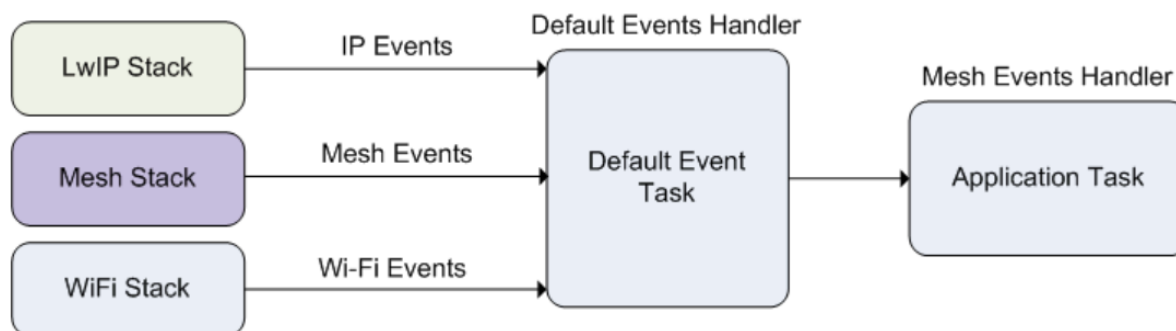 Default Events Handler
LwIP Stack
IP Events
Mesh Events Handler
Mesh Stack
Mesh Events
Default Event
Task
Application Task
WiFi Stack
Wi-Fi Events